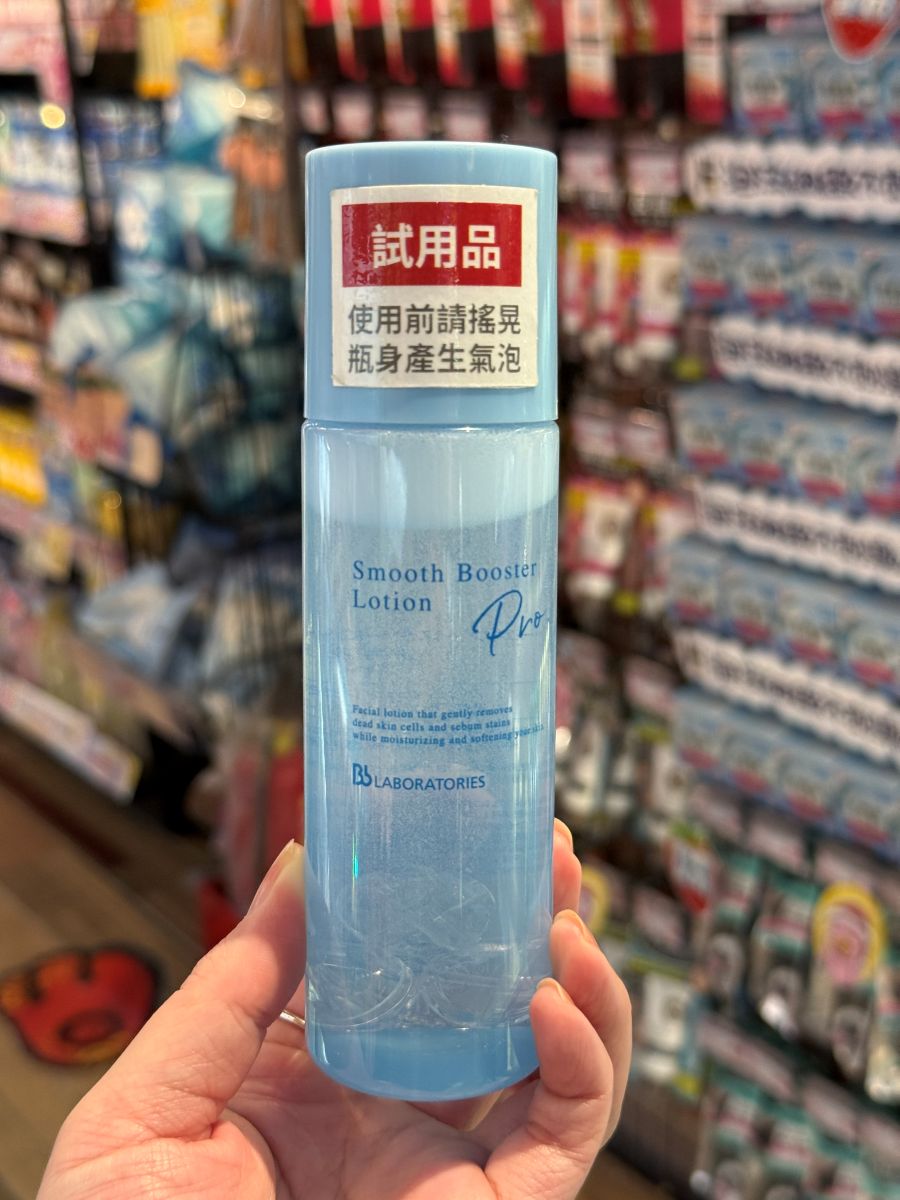 試用品
使用前請搖晃
瓶身產生氣泡
Smooth Booster
Lotion
Pro
Facial lotion that gently removes
dead skin cells and sebum stains
while moisturizing and softening your skin
Bb LABORATORIES